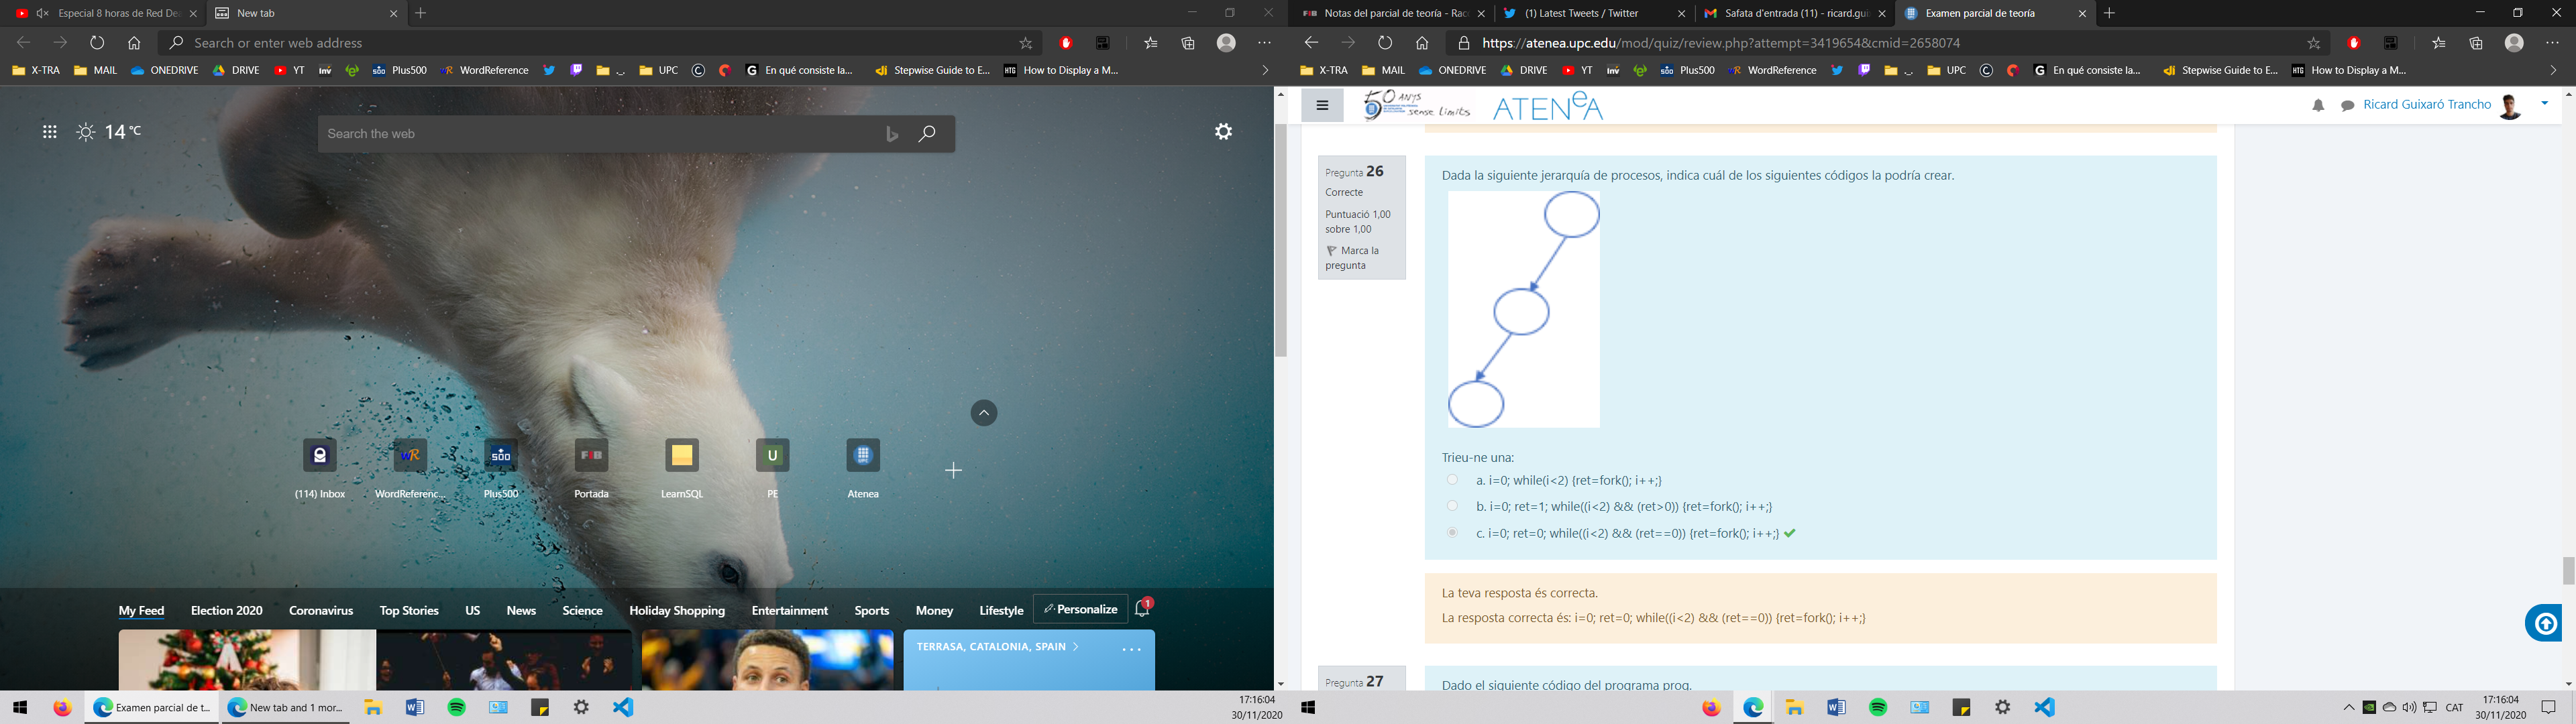 Especial 8 horas de Red De
New tab
Search or enter web address
X-TRA MAIL ONEDRIVE DRIVE YT inv Plus500 WordReference UPC En qué consiste la... Stepwise Guide to E... HTG How to Display a M...
14 °C
Search the web
(114) Inbox WordReferenc... Plus500 Portada LearnSQL PE Atenea
My Feed Election 2020 Coronavirus Top Stories US News Science Holiday Shopping Entertainment Sports Money Lifestyle Personalize 1
TERRASA, CATALONIA, SPAIN
Examen parcial de t...
New tab and 1 mor...
17:16:04
30/11/2020
Notas del parcial de teoría - Rac
(1) Latest Tweets / Twitter
Safata d'entrada (11) - ricard.gui
Examen parcial de teoría
https://atenea.upc.edu/mod/quiz/review.php?attempt=3419654&cmid=2658074
X-TRA MAIL ONEDRIVE DRIVE YT inv Plus500 WordReference UPC En qué consiste la... Stepwise Guide to E... HTG How to Display a M...
50 ANYS
sense límits
ATENeA
Ricard Guixaró Trancho
Pregunta 26
Correcte
Puntuació 1,00
sobre 1,00
Marca la
pregunta
Dada la siguiente jerarquía de procesos, indica cuál de los siguientes códigos la podría crear.
Trieu-ne una:
a. i=0; while(i<2) {ret=fork(); i++;}
b. i=0; ret=1; while((i<2) && (ret>0)) {ret=fork(); i++;}
c. i=0; ret=0; while((i<2) && (ret==0)) {ret=fork(); i++;}
La teva resposta és correcta.
La resposta correcta és: i=0; ret=0; while((i<2) && (ret==0)) {ret=fork(); i++;}
Pregunta 27
Dado el siguiente código del programa prog,
CAT
17:16:04
30/11/2020